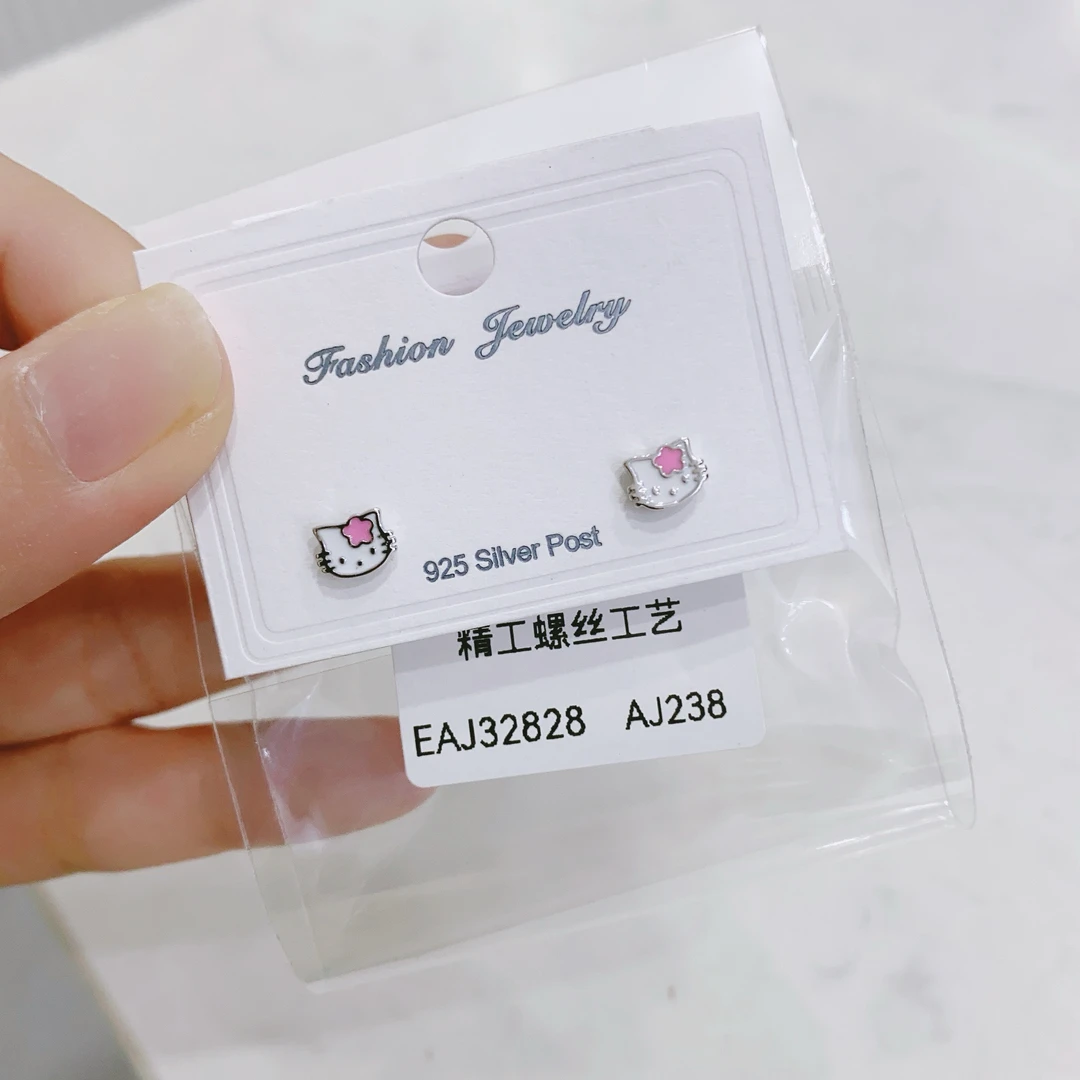 Fashion Jewelry
925 Silver Post
精工螺丝工艺
EAJ32828 AJ238